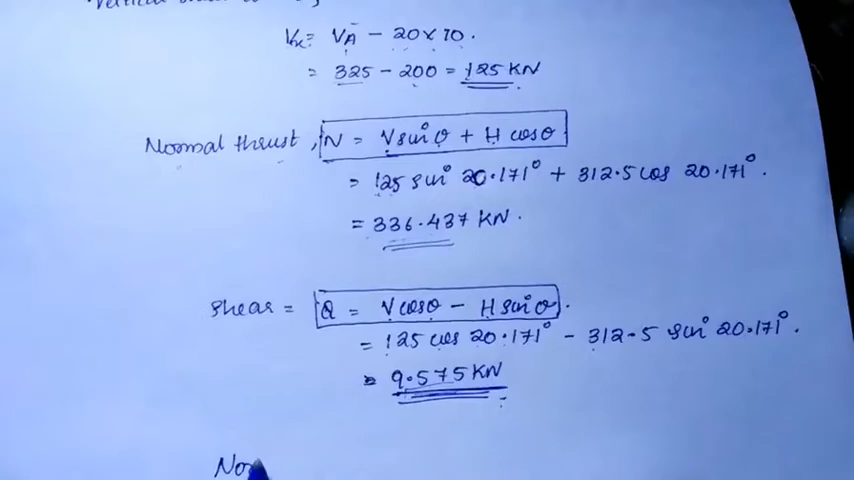 Vx = VA - 20 x 10.
= 325 - 200 = 125 KN
Normal thrust, N = V sin θ + H cos θ
= 125 sin 20.171° + 312.5 cos 20.171°.
= 336.437 KN.
Shear = Q = V cos θ - H sin θ.
= 125 cos 20.171° - 312.5 sin 20.171°.
= 9.575 KN
No